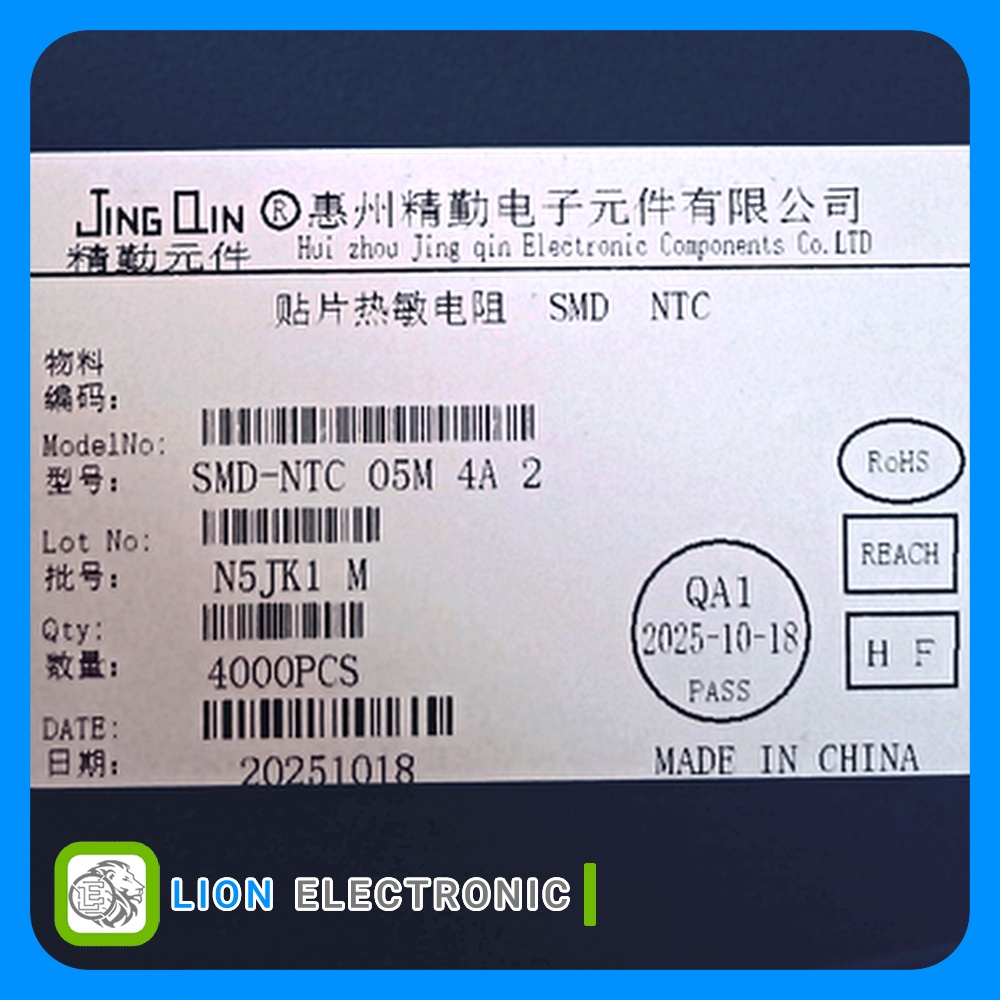 JING QIN ® 惠州精勤电子元件有限公司
精勤元件 Hui zhou Jing qin Electronic Components Co.LTD
贴片热敏电阻 SMD NTC
物料
编码:
ModelNo:
型号: SMD-NTC 05M 4A 2
RoHS
Lot No:
批号: N5JK1 M
REACH
Qty:
数量: 4000PCS
H F
QA1
2025-10-18
PASS
DATE:
日期: 20251018
MADE IN CHINA
LE
LION ELECTRONIC